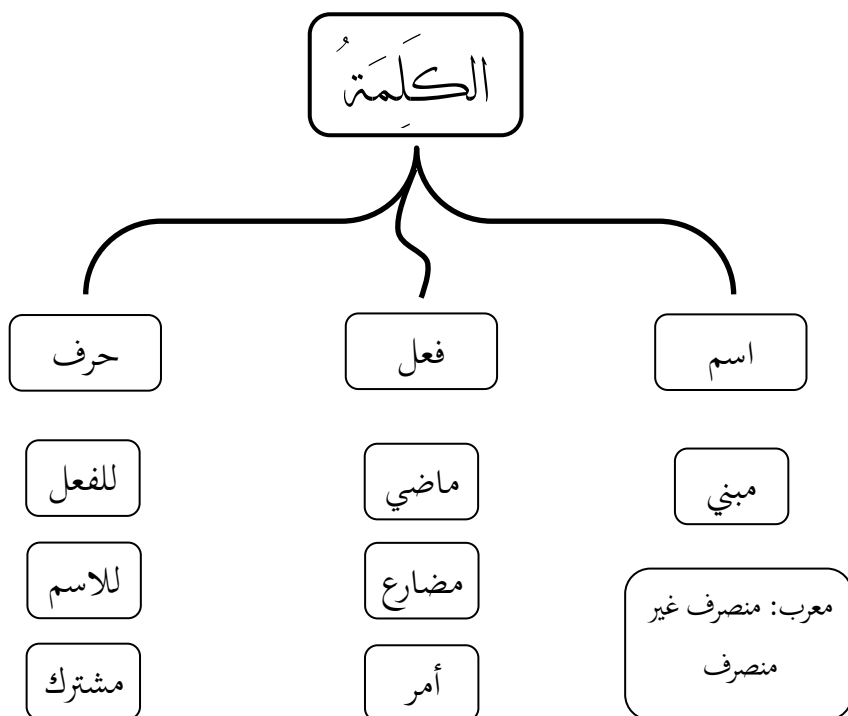 الكَلِمَةُ
اسم
فعل
حرف
مبني
ماضي
للفعل
معرب: منصرف غير
منصرف
مضارع
للاسم
أمر
مشترك